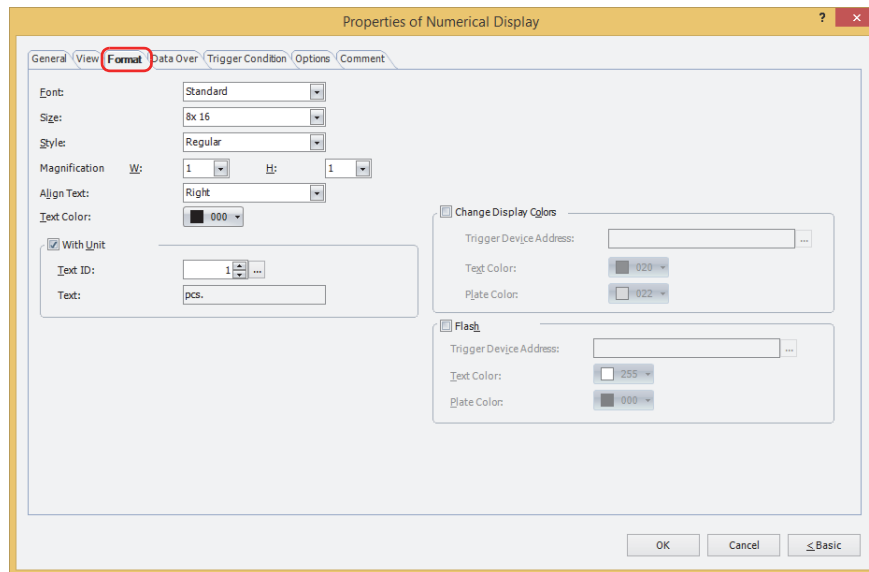 Properties of Numerical Display ? ×
General View Format Data Over Trigger Condition Options Comment
Font: Standard
Size: 8x 16
Style: Regular
Magnification W: 1 H: 1
Align Text: Right
Text Color: 000
With Unit
Text ID: 1 ...
Text: pcs.
Change Display Colors
Trigger Device Address: ...
Text Color: 020
Plate Color: 022
Flash
Trigger Device Address: ...
Text Color: 255
Plate Color: 000
OK Cancel < Basic